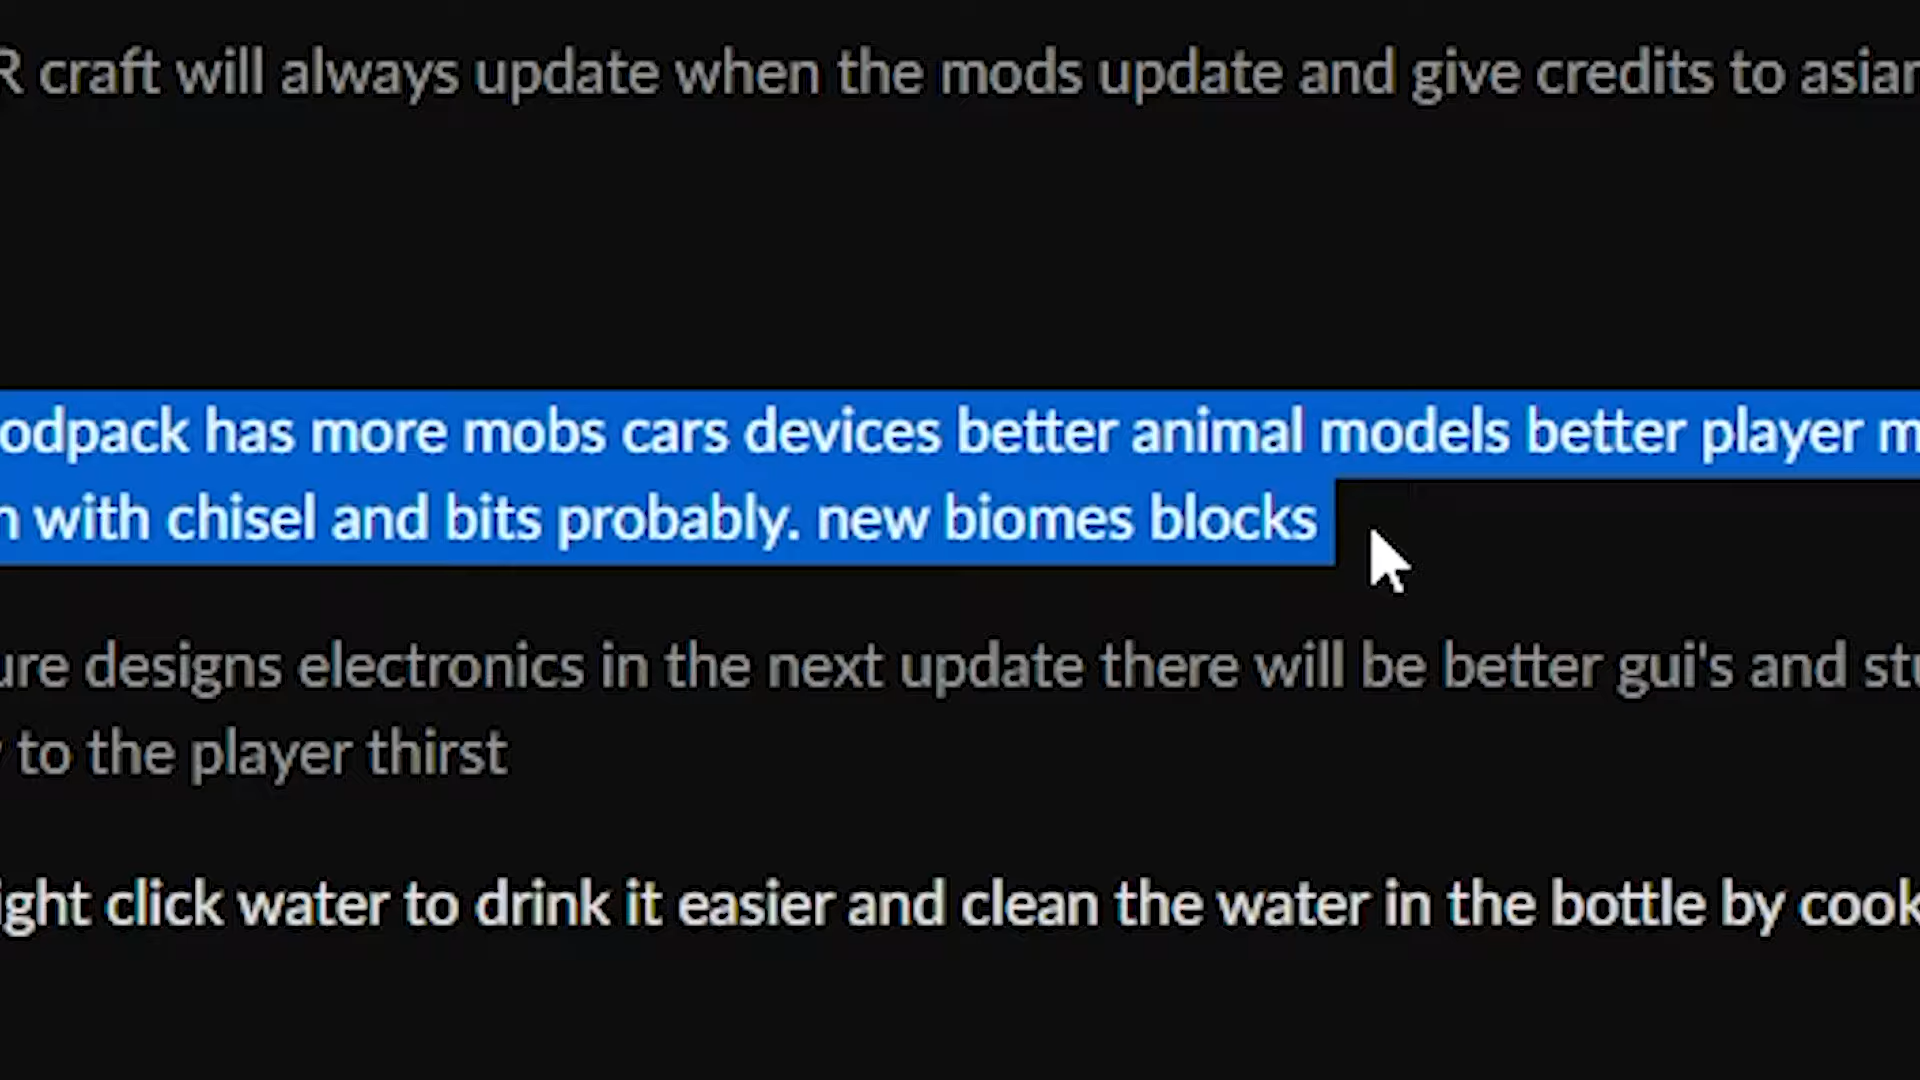 R craft will always update when the mods update and give credits to asian
odpack has more mobs cars devices better animal models better player m
n with chisel and bits probably. new biomes blocks
ure designs electronics in the next update there will be better gui's and stu
to the player thirst
ight click water to drink it easier and clean the water in the bottle by cook